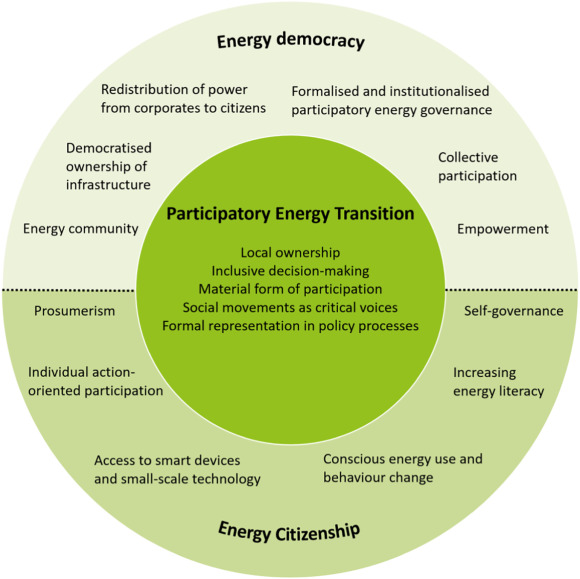 Energy democracy
Redistribution of power
from corporates to citizens
Formalised and institutionalised
participatory energy governance
Democratised
ownership of
infrastructure
Collective
participation
Energy community
Empowerment
Participatory Energy Transition
Local ownership
Inclusive decision-making
Material form of participation
Social movements as critical voices
Formal representation in policy processes
Prosumerism
Self-governance
Individual action-
oriented participation
Increasing
energy literacy
Access to smart devices
and small-scale technology
Conscious energy use and
behaviour change
Energy Citizenship